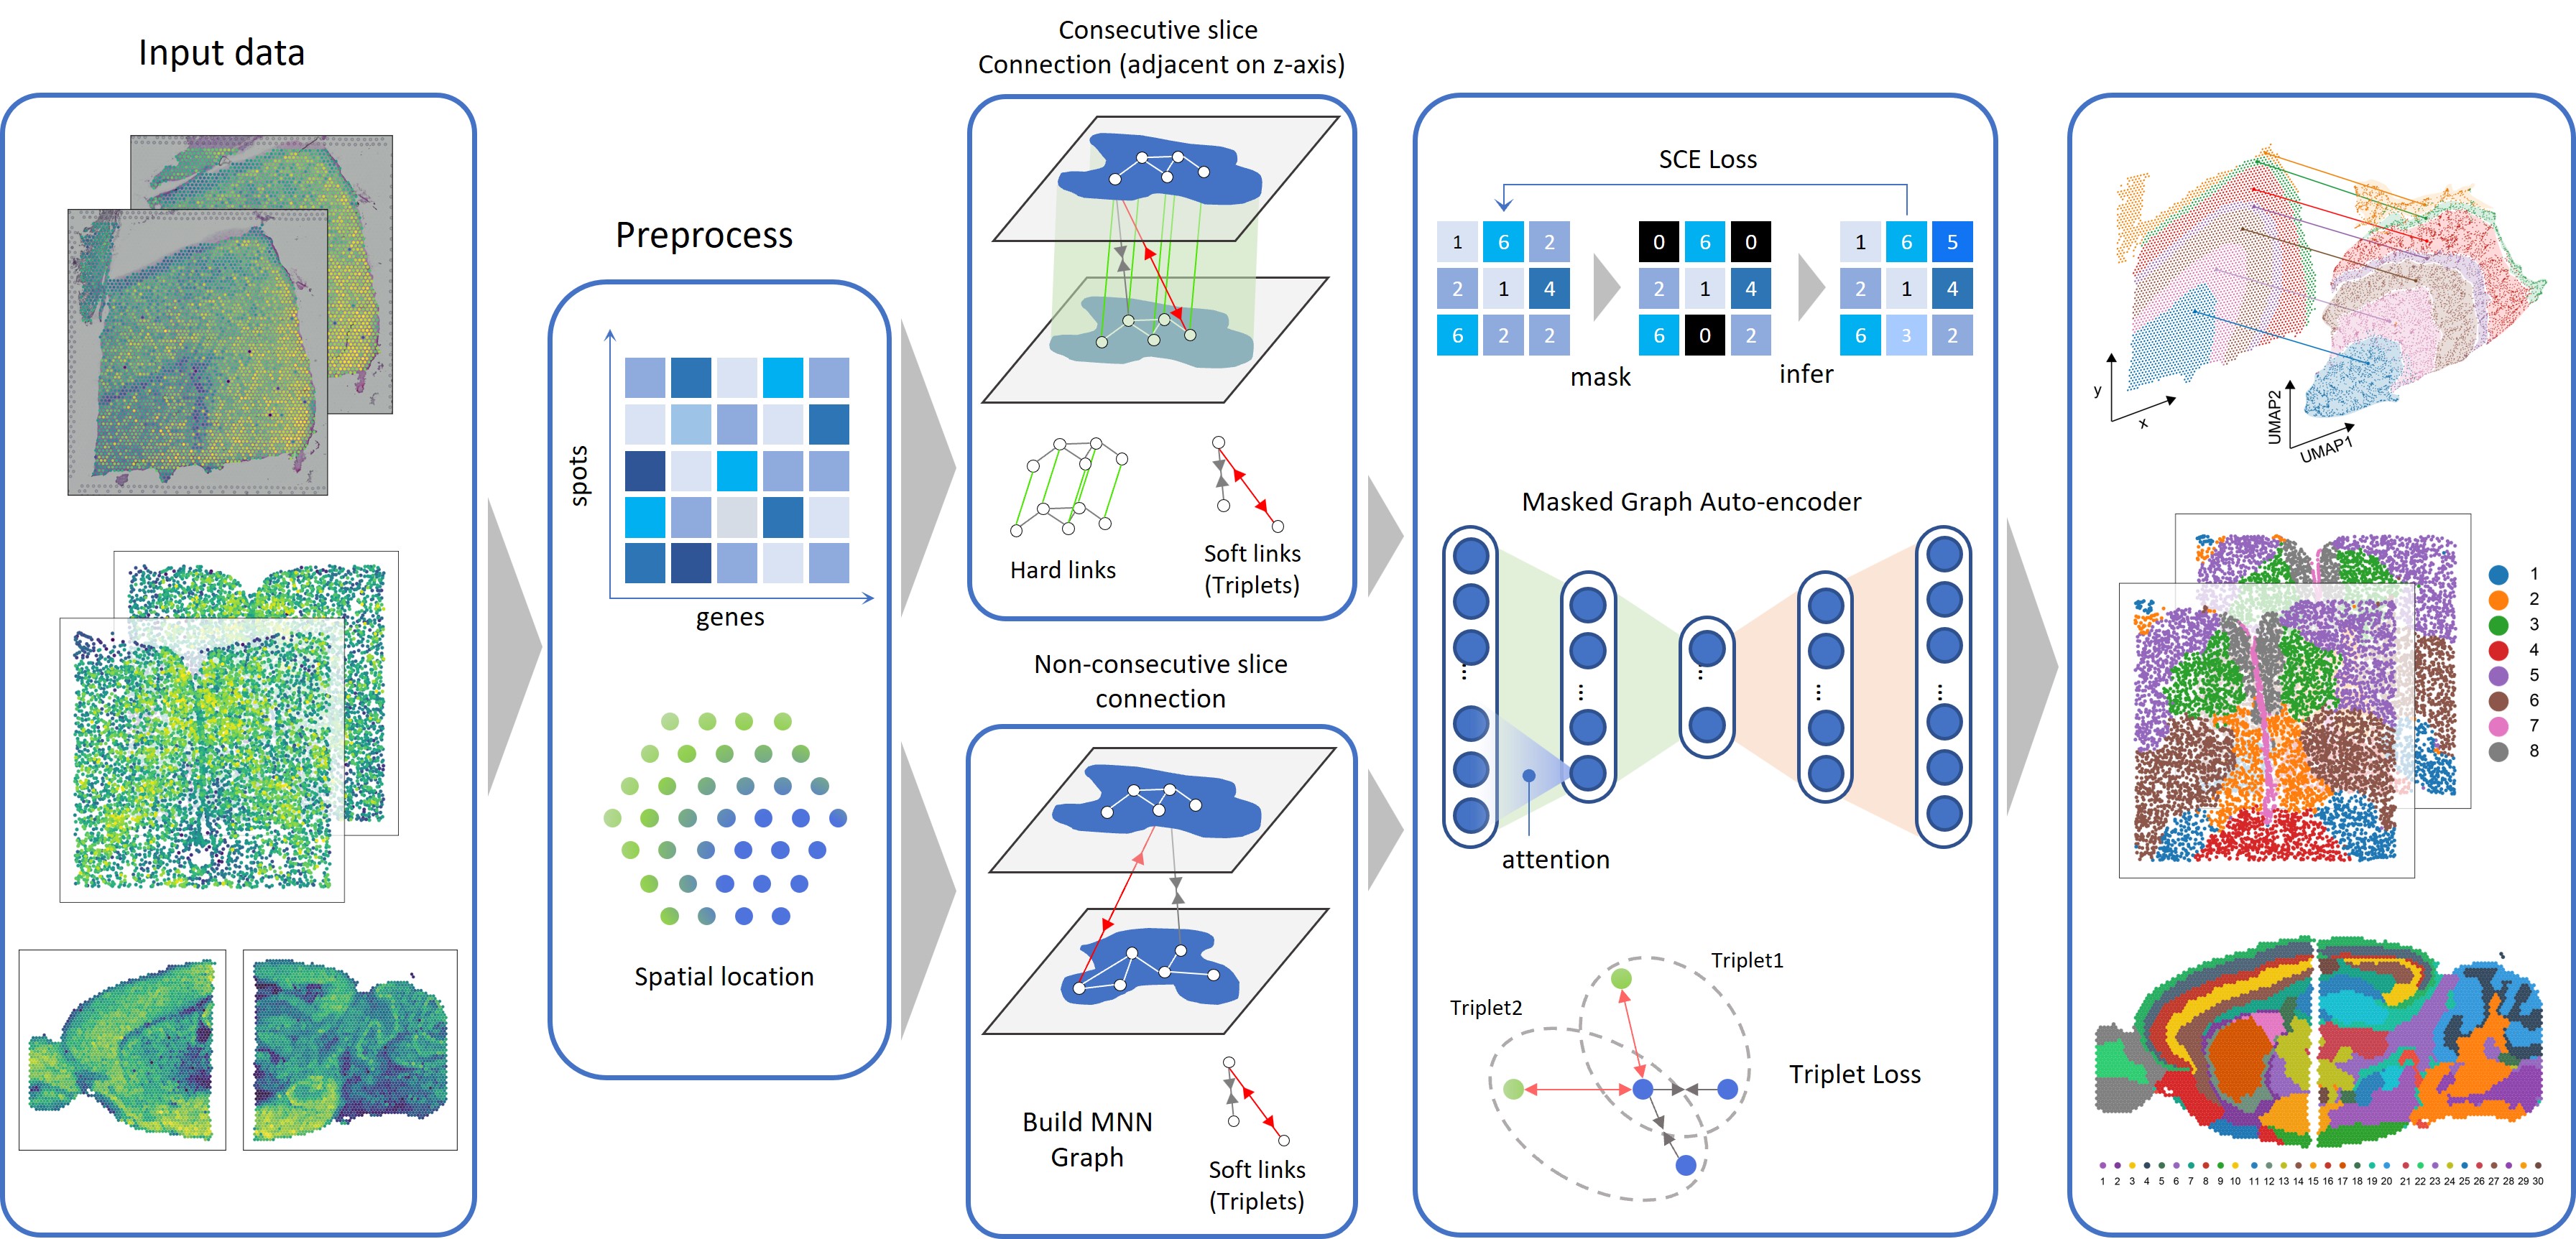 Input data
Preprocess
spots
genes
Spatial location
Consecutive slice
Connection (adjacent on z-axis)
Hard links
Soft links
(Triplets)
Non-consecutive slice
connection
Build MNN
Graph
Soft links
(Triplets)
SCE Loss
1 6 2
2 1 4
6 2 2
mask
0 6 0
2 1 4
6 0 2
infer
1 6 5
2 1 4
6 3 2
Masked Graph Auto-encoder
...
...
...
...
...
attention
Triplet1
Triplet2
Triplet Loss
y
x
UMAP2
UMAP1
1
2
3
4
5
6
7
8
1 2 3 4 5 6 7 8 9 10 11 12 13 14 15 16 17 18 19 20 21 22 23 24 25 26 27 28 29 30